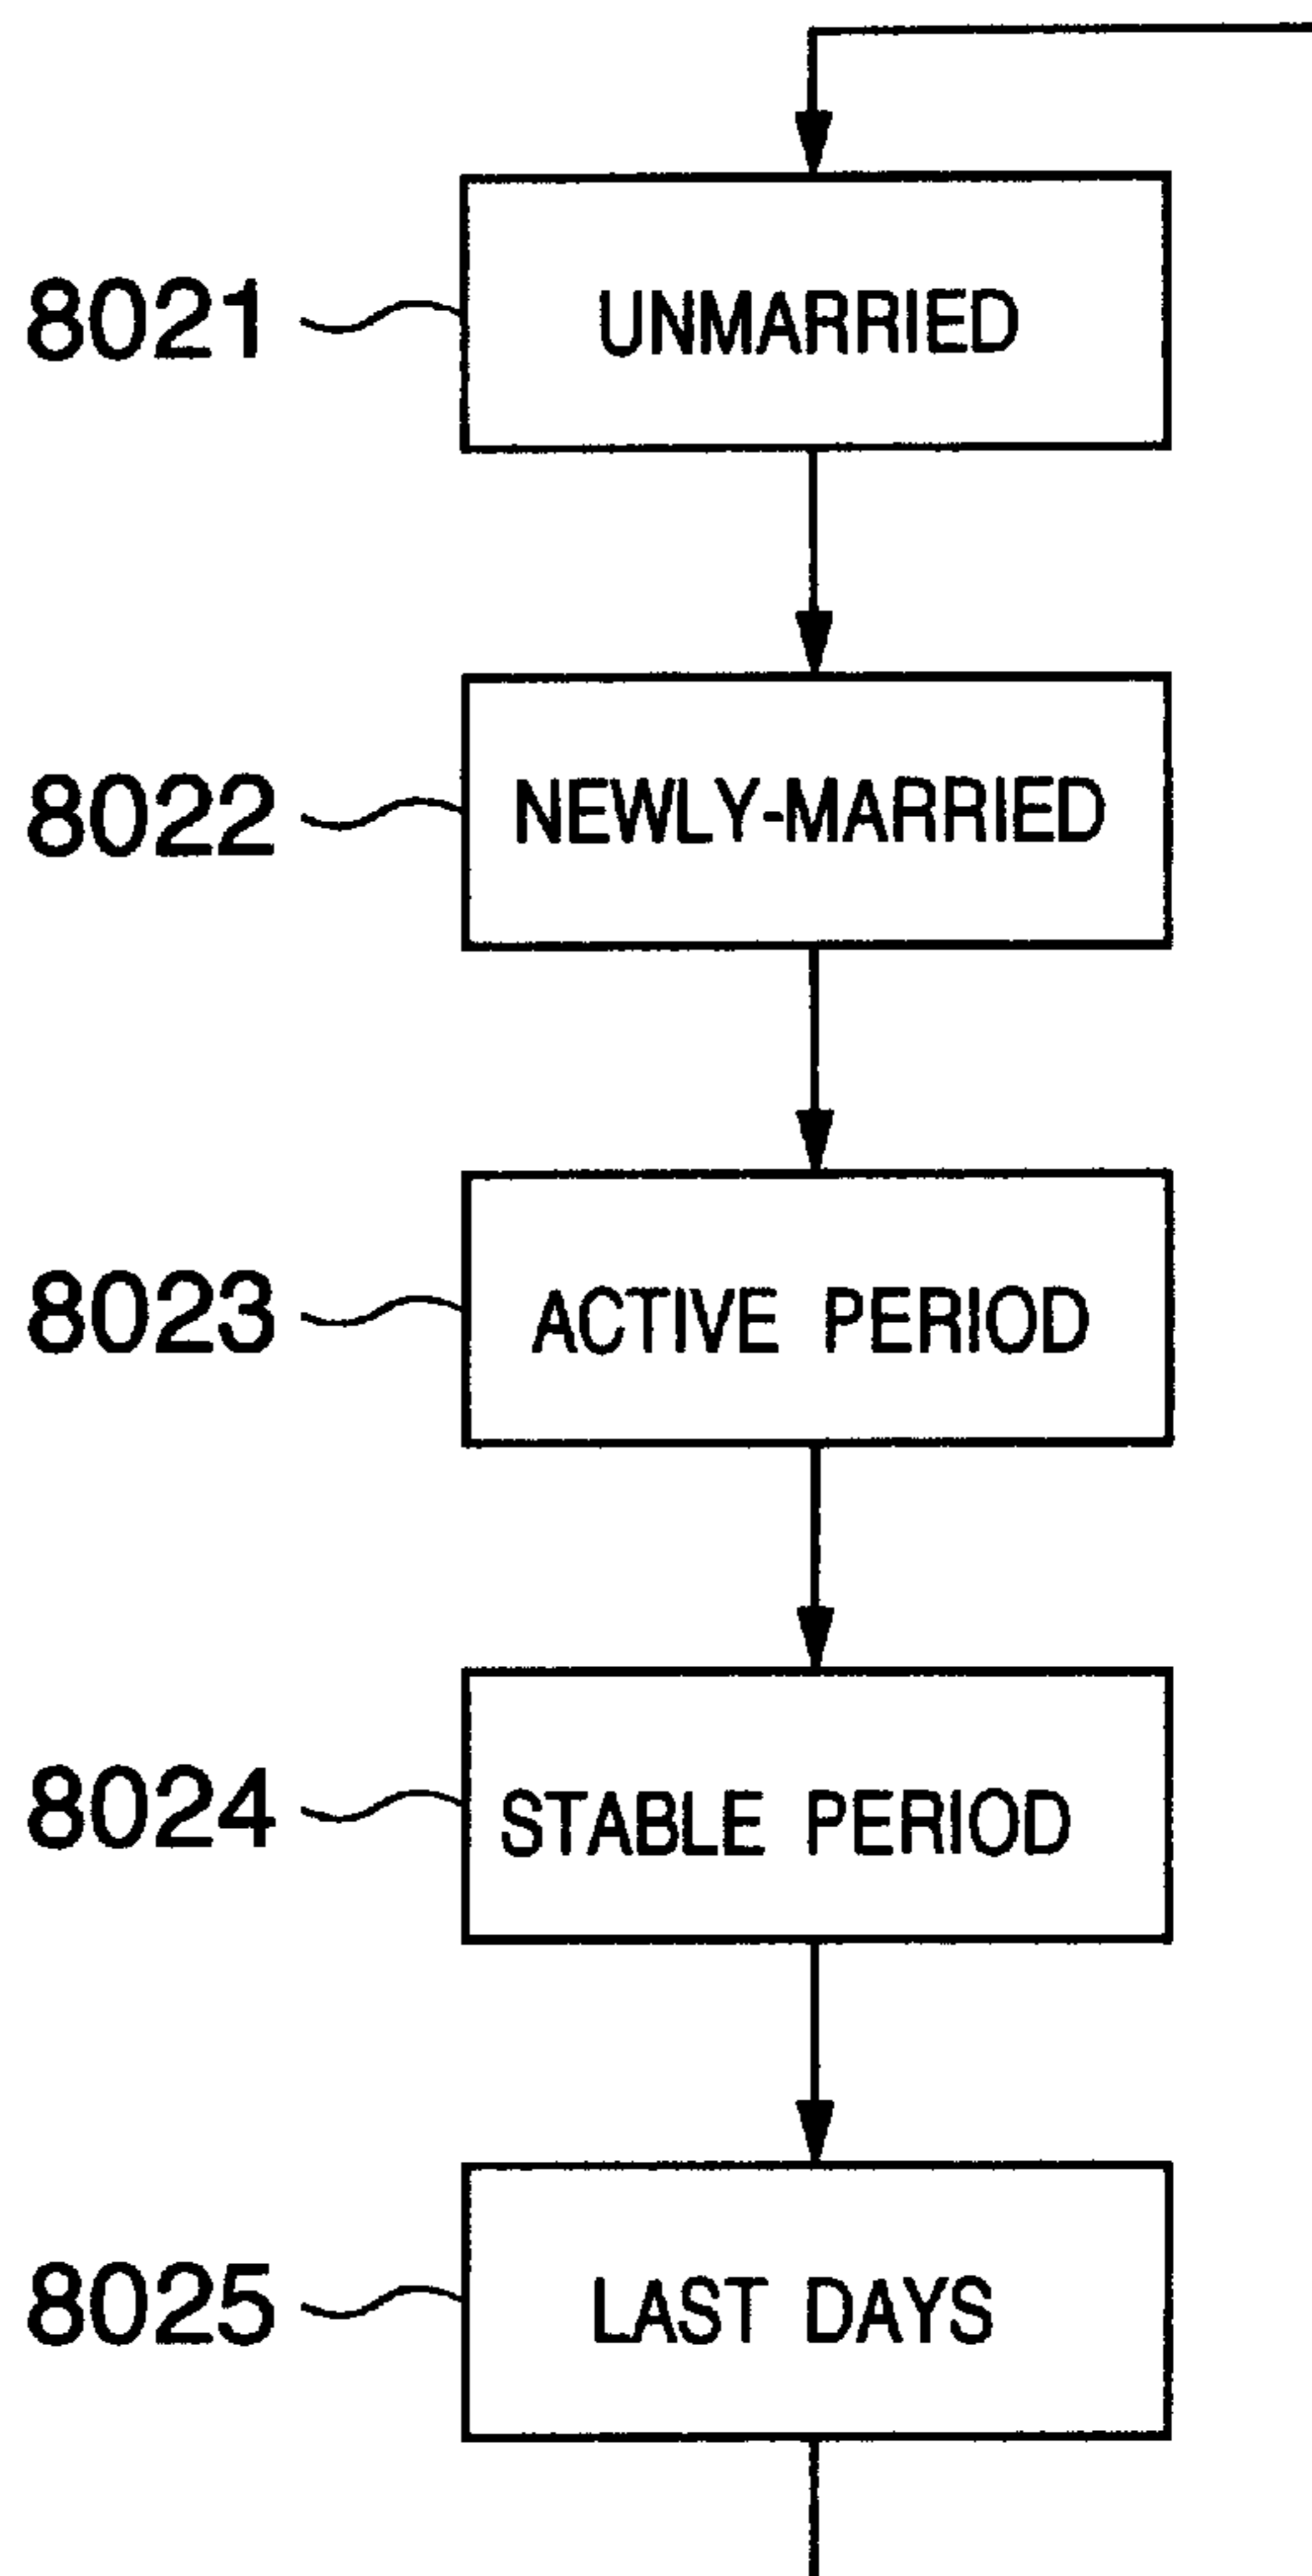 8021 UNMARRIED
8022 NEWLY-MARRIED
8023 ACTIVE PERIOD
8024 STABLE PERIOD
8025 LAST DAYS